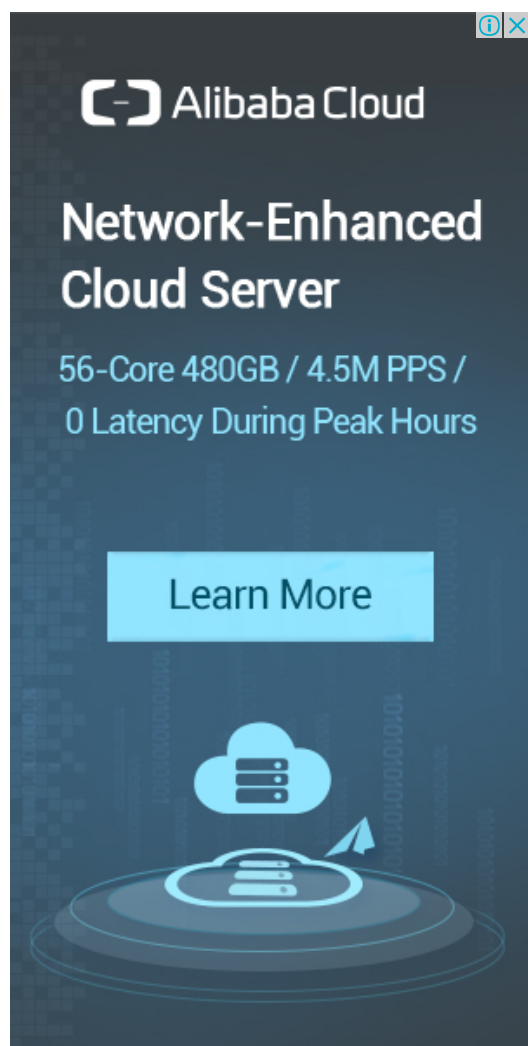 Alibaba Cloud
Network-Enhanced
Cloud Server
56-Core 480GB / 4.5M PPS /
0 Latency During Peak Hours
Learn More